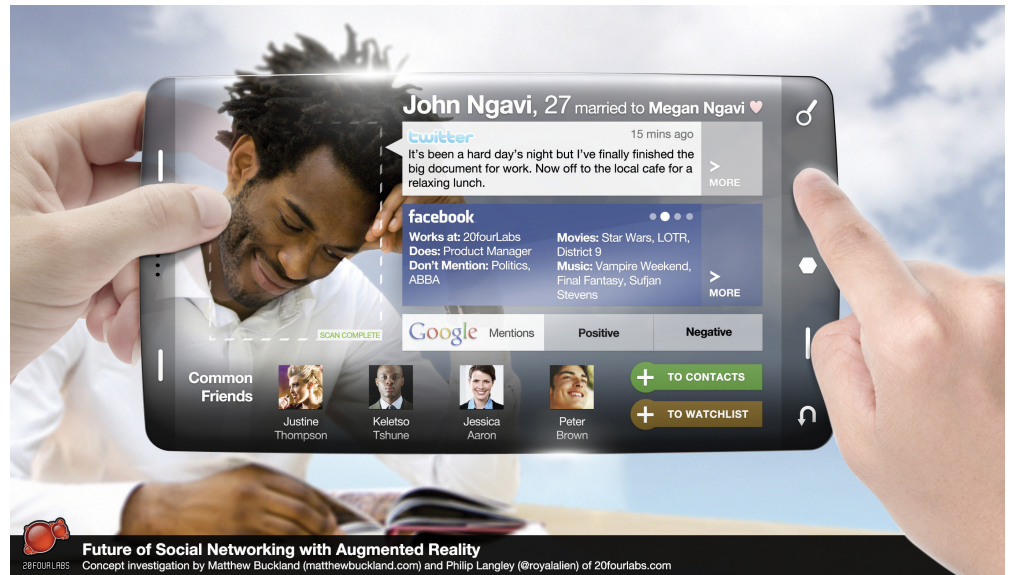 John Ngavi, 27 married to Megan Ngavi
twitter
15 mins ago
It's been a hard day's night but I've finally finished the
big document for work. Now off to the local cafe for a
relaxing lunch.
>
MORE
facebook
Works at: 20fourLabs
Does: Product Manager
Don't Mention: Politics,
ABBA
Movies: Star Wars, LOTR,
District 9
Music: Vampire Weekend,
Final Fantasy, Sufjan
Stevens
>
MORE
SCAN COMPLETE
Google Mentions
Positive
Negative
Common
Friends
Justine
Thompson
Keletso
Tshune
Jessica
Aaron
Peter
Brown
+ TO CONTACTS
+ TO WATCHLIST
20FOURLABS
Future of Social Networking with Augmented Reality
Concept investigation by Matthew Buckland (matthewbuckland.com) and Philip Langley (@royalalien) of 20fourlabs.com